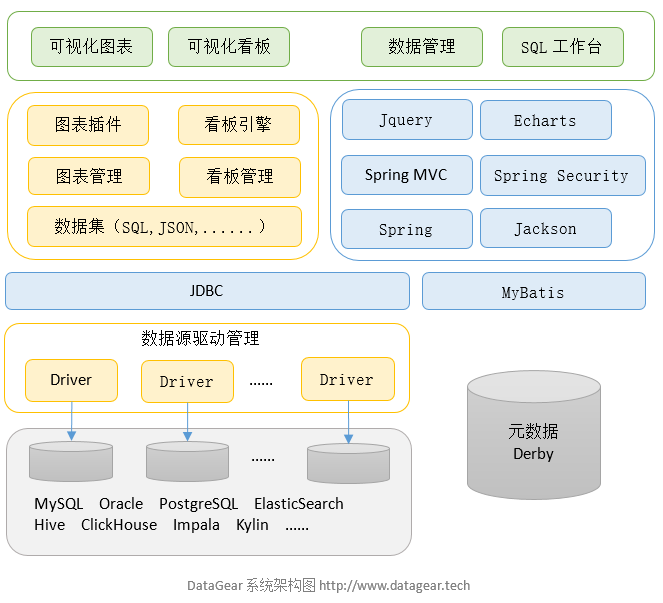 可视化图表
可视化看板
数据管理
SQL 工作台
图表插件
看板引擎
图表管理
看板管理
数据集（SQL,JSON,......）
Jquery
Echarts
Spring MVC
Spring Security
Spring
Jackson
JDBC
MyBatis
数据源驱动管理
Driver
Driver
......
Driver
......
MySQL Oracle PostgreSQL ElasticSearch
Hive ClickHouse Impala Kylin ......
元数据
Derby
DataGear 系统架构图 http://www.datagear.tech